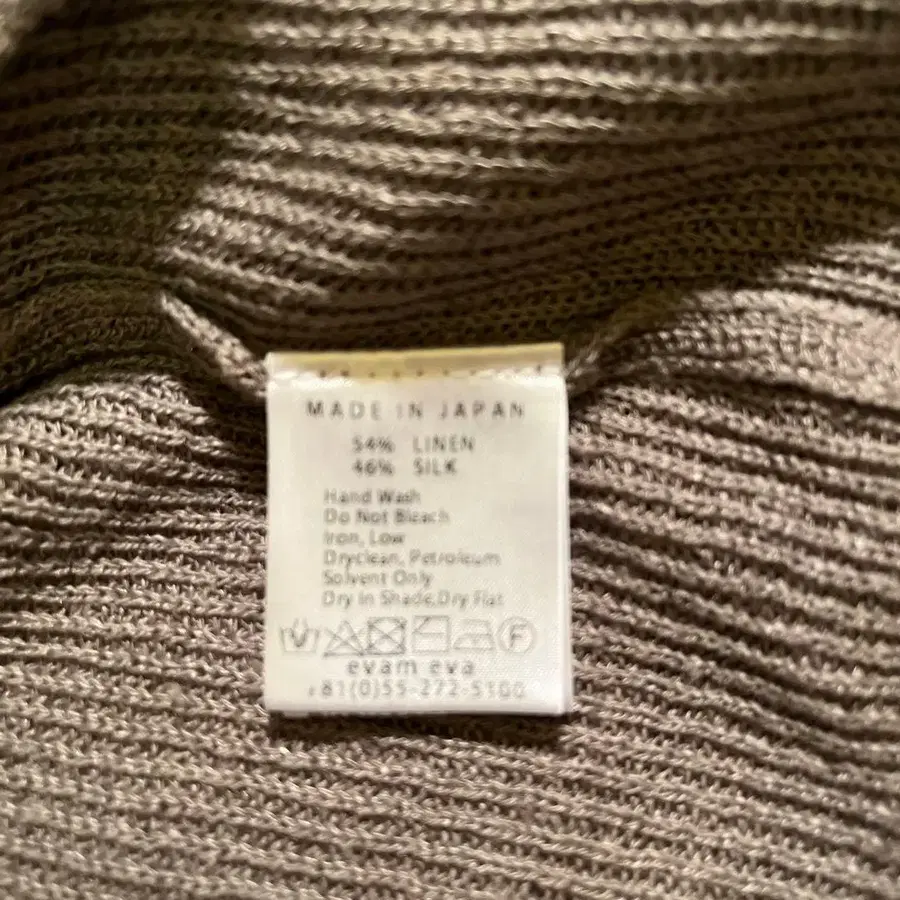 MADE IN JAPAN
54% LINEN
46% SILK
Hand Wash
Do Not Bleach
Iron, Low
Dryclean, Petroleum
Solvent Only
Dry in Shade,Dry Flat
F
evam eva
+81(0)55-272-5100